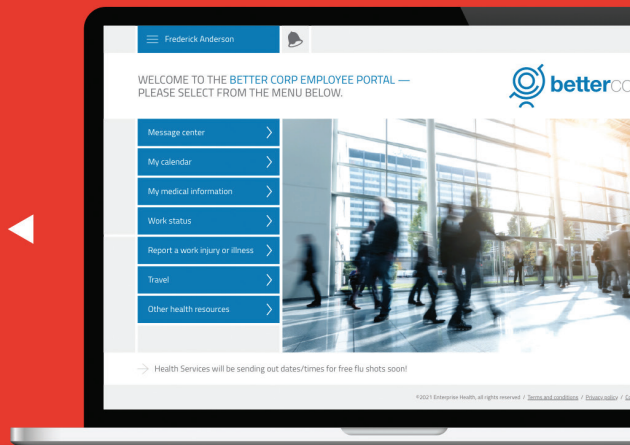 Frederick Anderson
WELCOME TO THE BETTER CORP EMPLOYEE PORTAL —
PLEASE SELECT FROM THE MENU BELOW.
betterco
Message center
My calendar
My medical information
Work status
Report a work injury or illness
Travel
Other health resources
Health Services will be sending out dates/times for free flu shots soon!
©2021 Enterprise Health, all rights reserved / Terms and conditions / Privacy policy /